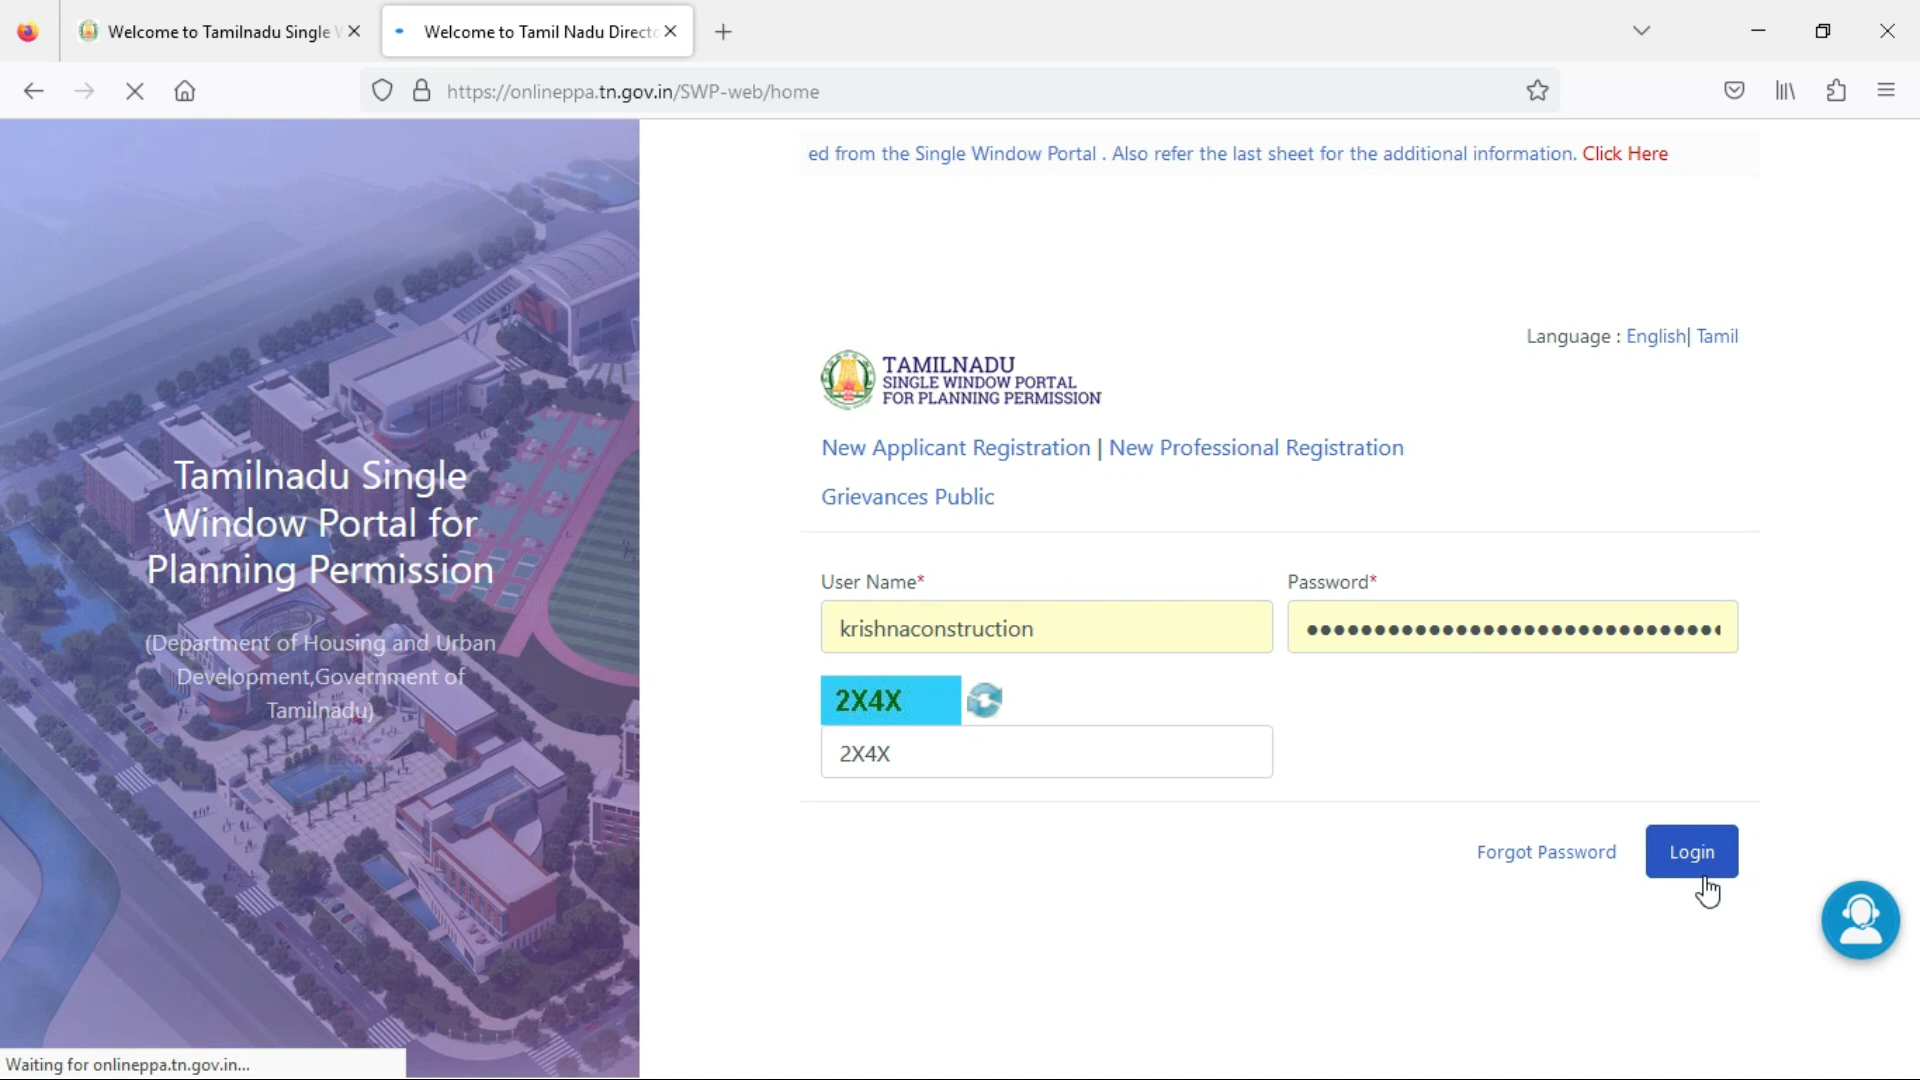 Welcome to Tamilnadu Single
Welcome to Tamil Nadu Direct
https://onlineppa.tn.gov.in/SWP-web/home
ed from the Single Window Portal . Also refer the last sheet for the additional information. Click Here
Language : English| Tamil
TAMILNADU
SINGLE WINDOW PORTAL
FOR PLANNING PERMISSION
New Applicant Registration | New Professional Registration
Grievances Public
Tamilnadu Single
Window Portal for
Planning Permission
(Department of Housing and Urban
Development,Government of
Tamilnadu)
User Name* Password*
krishnaconstruction
2X4X
2X4X
Forgot Password Login
Waiting for onlineppa.tn.gov.in...